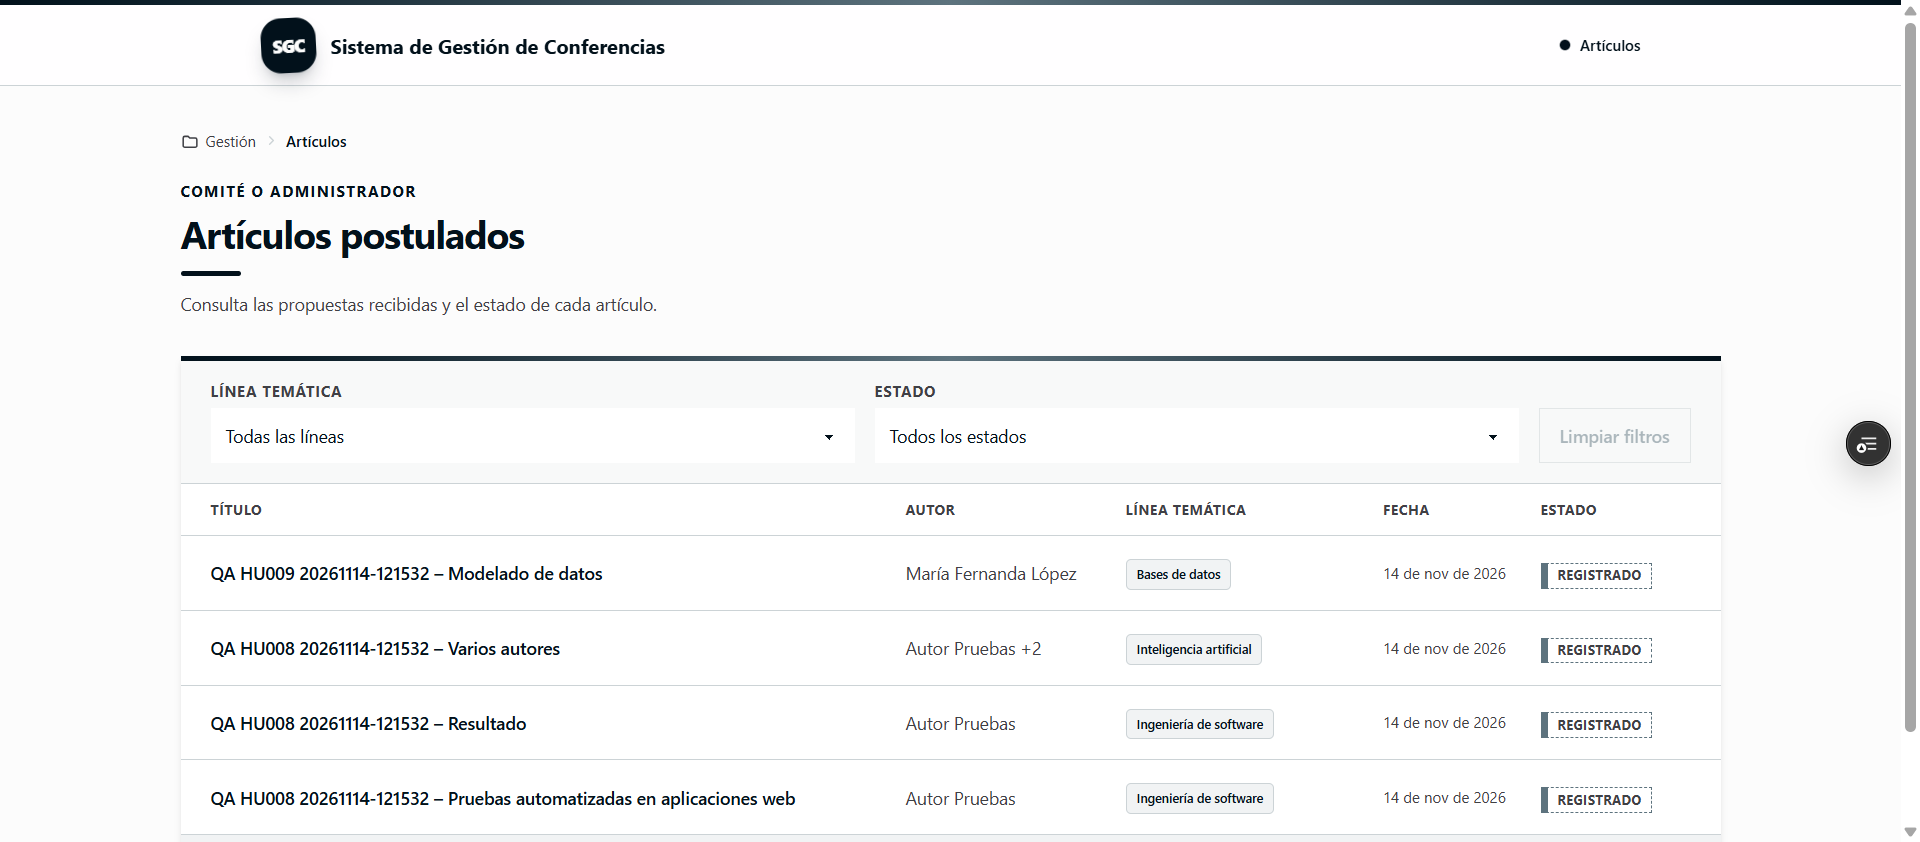 SGC Sistema de Gestión de Conferencias
Artículos
Gestión > Artículos
COMITÉ O ADMINISTRADOR
Artículos postulados
Consulta las propuestas recibidas y el estado de cada artículo.
LÍNEA TEMÁTICA ESTADO
Todas las líneas Todos los estados Limpiar filtros
TÍTULO AUTOR LÍNEA TEMÁTICA FECHA ESTADO
QA HU009 20261114-121532 – Modelado de datos María Fernanda López Bases de datos 14 de nov de 2026 REGISTRADO
QA HU008 20261114-121532 – Varios autores Autor Pruebas +2 Inteligencia artificial 14 de nov de 2026 REGISTRADO
QA HU008 20261114-121532 – Resultado Autor Pruebas Ingeniería de software 14 de nov de 2026 REGISTRADO
QA HU008 20261114-121532 – Pruebas automatizadas en aplicaciones web Autor Pruebas Ingeniería de software 14 de nov de 2026 REGISTRADO